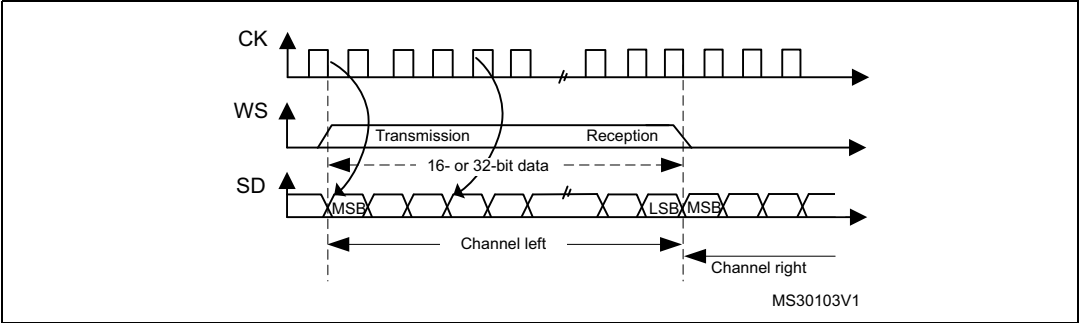 CK
WS
Transmission Reception
16- or 32-bit data
SD
MSB LSB MSB
Channel left
Channel right
MS30103V1